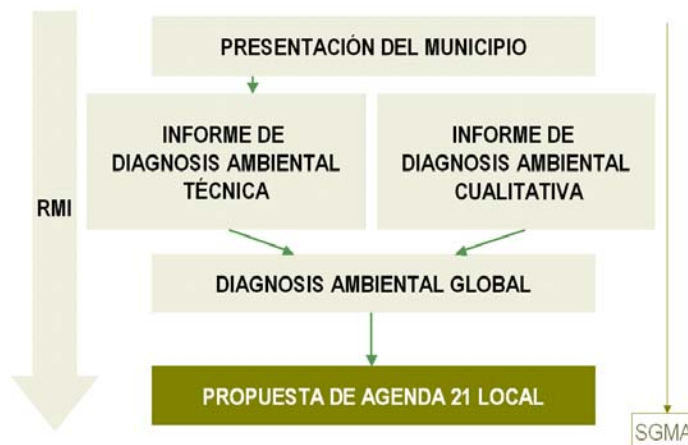 PRESENTACIÓN DEL MUNICIPIO
INFORME DE
DIAGNOSIS AMBIENTAL
TÉCNICA
INFORME DE
DIAGNOSIS AMBIENTAL
CUALITATIVA
RMI
DIAGNOSIS AMBIENTAL GLOBAL
PROPUESTA DE AGENDA 21 LOCAL
SGMA